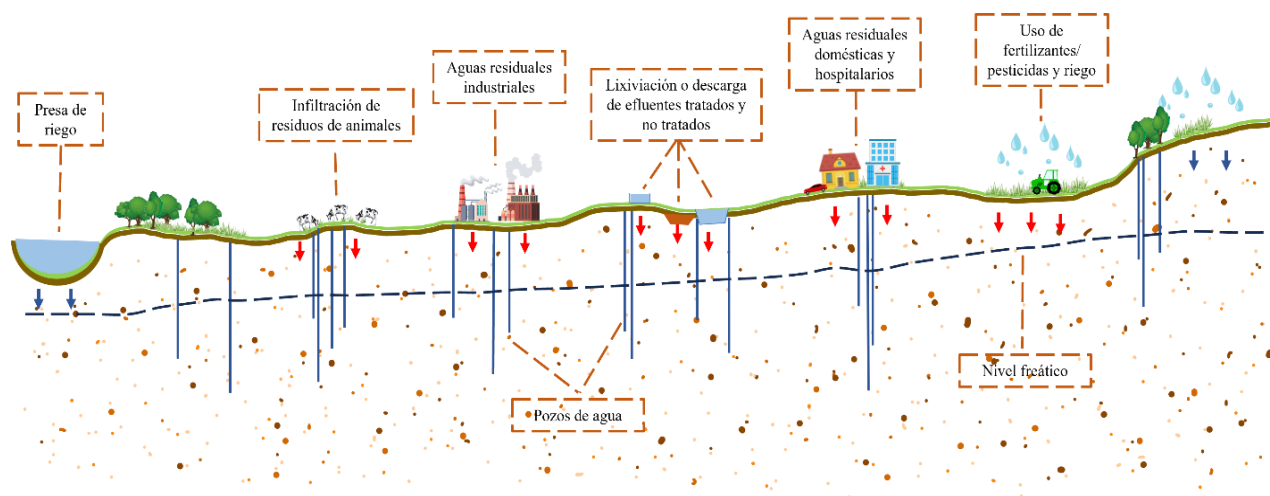 Presa de
riego
Infiltración de
residuos de animales
Aguas residuales
industriales
Lixiviación o descarga
de efluentes tratados y
no tratados
Aguas residuales
domésticas y
hospitalarios
Uso de
fertilizantes/
pesticidas y riego
Nivel freático
Pozos de agua